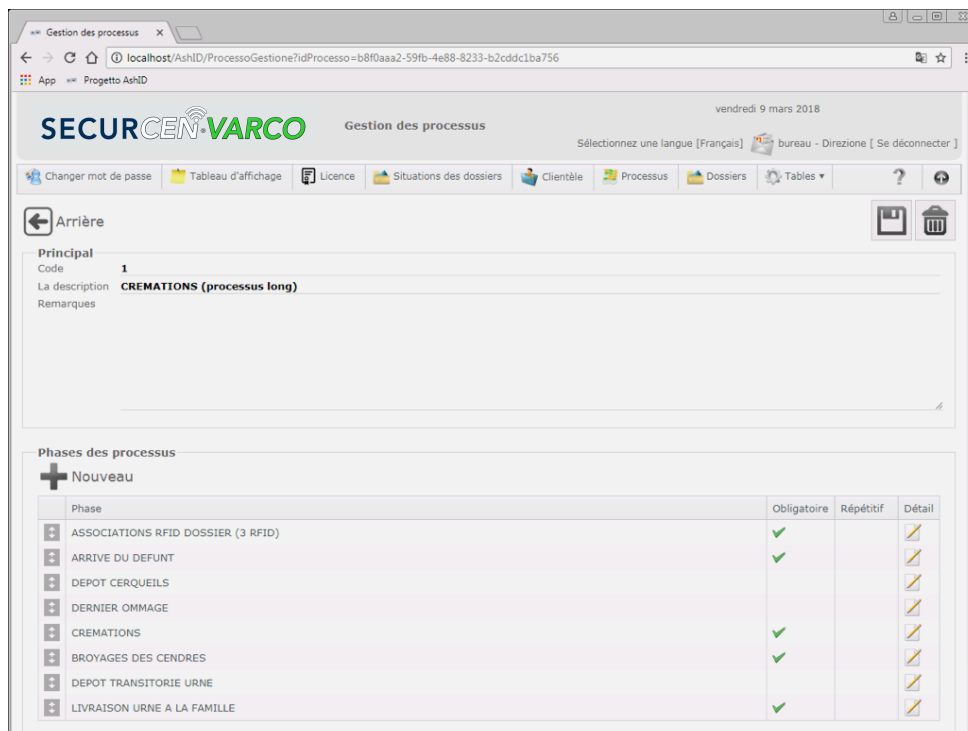 Gestion des processus
localhost/AshID/ProcessoGestione?idProcesso=b8f0aaa2-59fb-4e88-8233-b2cddc1ba756
App Progetto AshID
SECURCEN.VARCO
Gestion des processus
vendredi 9 mars 2018
Sélectionnez une langue [Français] bureau - Direzione [ Se déconnecter ]
Changer mot de passe Tableau d'affichage Licence Situations des dossiers Clientèle Processus Dossiers Tables ▾ ?
Arrière
Principal
Code 1
La description CREMATIONS (processus long)
Remarques
Phases des processus
Nouveau
Phase Obligatoire Répétitif Détail
ASSOCIATIONS RFID DOSSIER (3 RFID)
ARRIVE DU DEFUNT
DEPOT CERQUEILS
DERNIER OMMAGE
CREMATIONS
BROYAGES DES CENDRES
DEPOT TRANSITORIE URNE
LIVRAISON URNE A LA FAMILLE